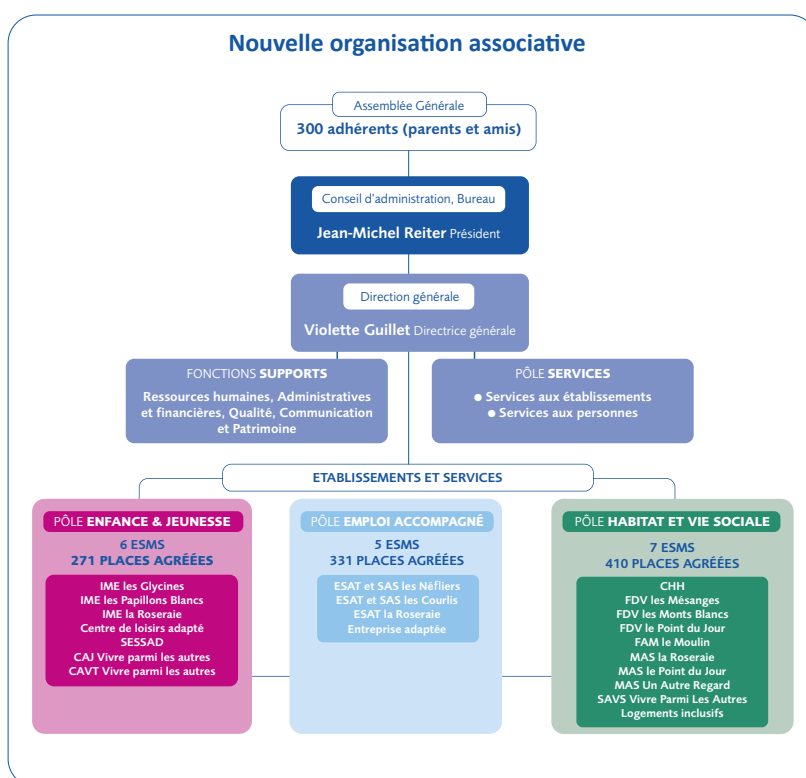 Nouvelle organisation associative
Assemblée Générale
300 adhérents (parents et amis)
Conseil d'administration, Bureau
Jean-Michel Reiter Président
Direction générale
Violette Guillet Directrice générale
FONCTIONS SUPPORTS
Ressources humaines, Administratives
et financières, Qualité, Communication
et Patrimoine
PÔLE SERVICES
● Services aux établissements
● Services aux personnes
ETABLISSEMENTS ET SERVICES
PÔLE ENFANCE & JEUNESSE
6 ESMS
271 PLACES AGRÉÉES
IME les Glycines
IME les Papillons Blancs
IME la Roseraie
Centre de loisirs adapté
SESSAD
CAJ Vivre parmi les autres
CAVT Vivre parmi les autres
PÔLE EMPLOI ACCOMPAGNÉ
5 ESMS
331 PLACES AGRÉÉES
ESAT et SAS les Néfliers
ESAT et SAS les Courlis
ESAT la Roseraie
Entreprise adaptée
PÔLE HABITAT ET VIE SOCIALE
7 ESMS
410 PLACES AGRÉÉES
CHH
FDV les Mésanges
FDV les Monts Blancs
FDV le Point du Jour
FAM le Moulin
MAS la Roseraie
MAS le Point du Jour
MAS Un Autre Regard
SAVS Vivre Parmi Les Autres
Logements inclusifs